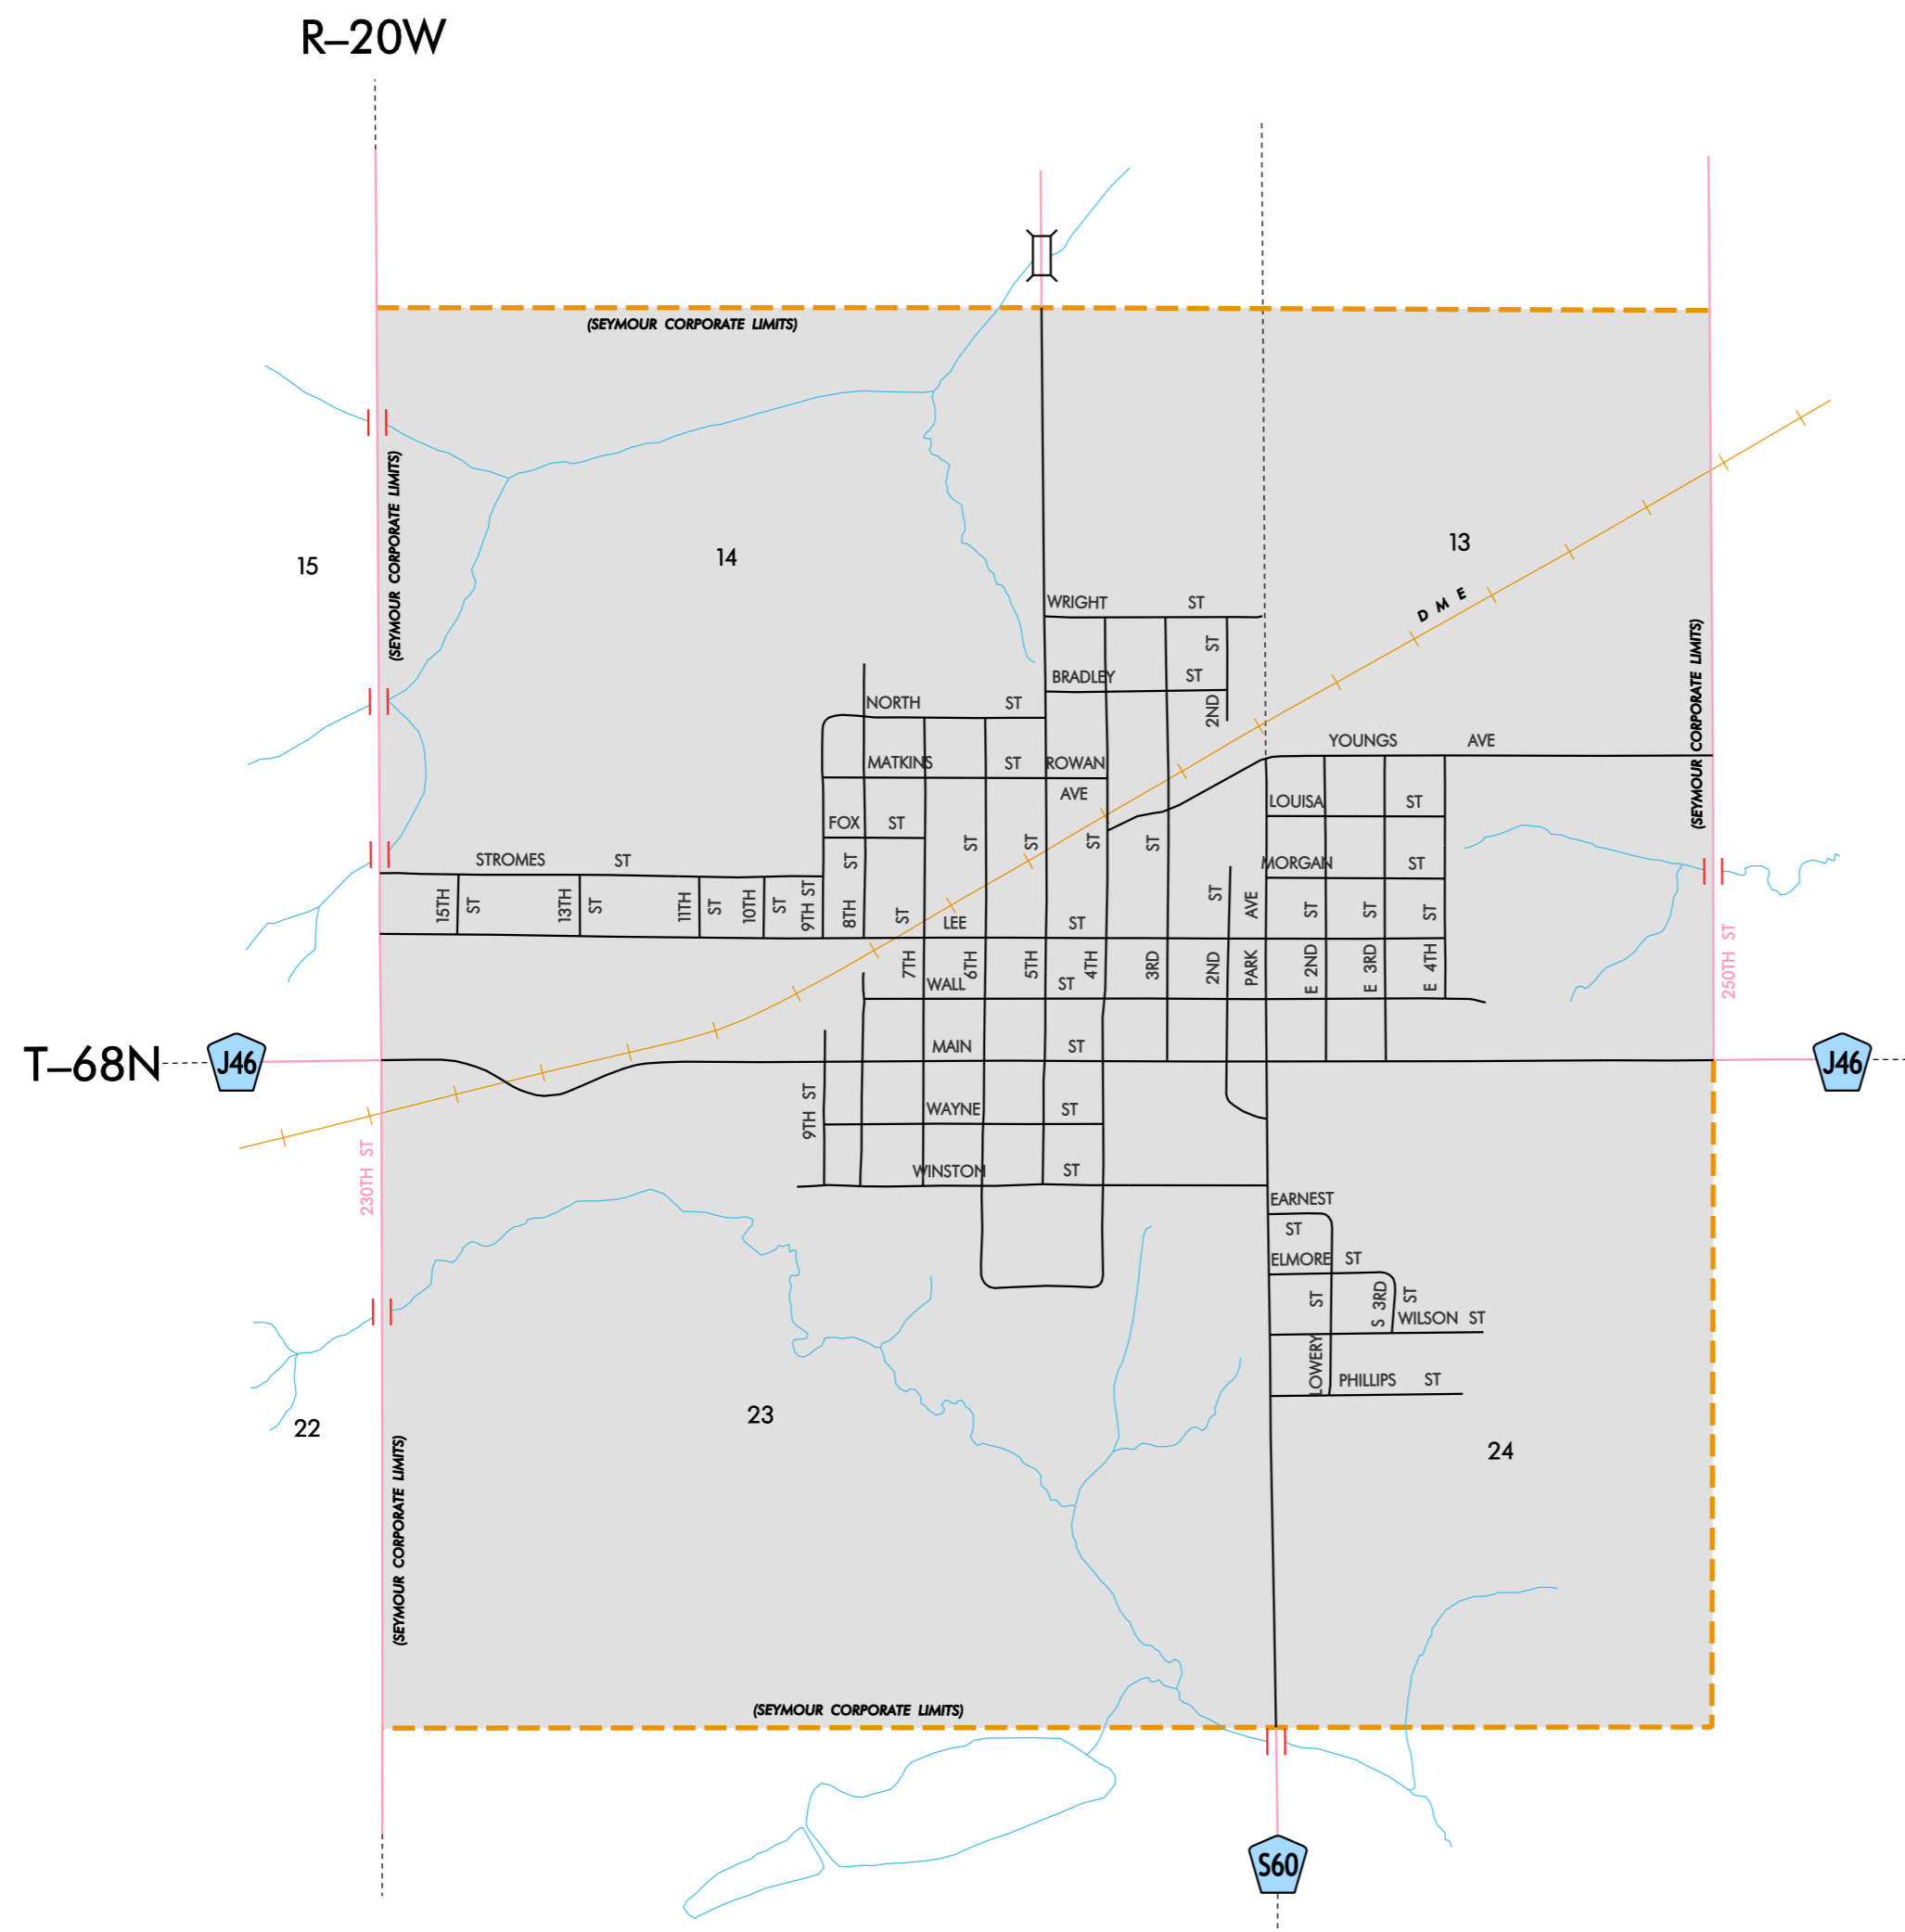 R–20W
(SEYMOUR CORPORATE LIMITS)
(SEYMOUR CORPORATE LIMITS)
15
14
13
D M E
WRIGHT ST
ST
BRADLEY ST
2ND
(SEYMOUR CORPORATE LIMITS)
NORTH ST
YOUNGS AVE
MATKINS ST
ROWAN
AVE
LOUISA ST
FOX ST
STROMES ST
MORGAN ST
15TH ST
13TH ST
11TH ST
10TH ST
9TH ST
8TH ST
7TH ST
6TH ST
5TH ST
4TH ST
3RD ST
2ND ST
PARK AVE
E 2ND ST
E 3RD ST
E 4TH ST
LEE ST
250TH ST
WALL ST
T–68N
J46
MAIN ST
J46
9TH ST
WAYNE ST
230TH ST
WINSTON ST
EARNEST
ST
ELMORE ST
LOWERY ST
S 3RD ST
WILSON ST
PHILLIPS ST
22
23
24
(SEYMOUR CORPORATE LIMITS)
(SEYMOUR CORPORATE LIMITS)
S60